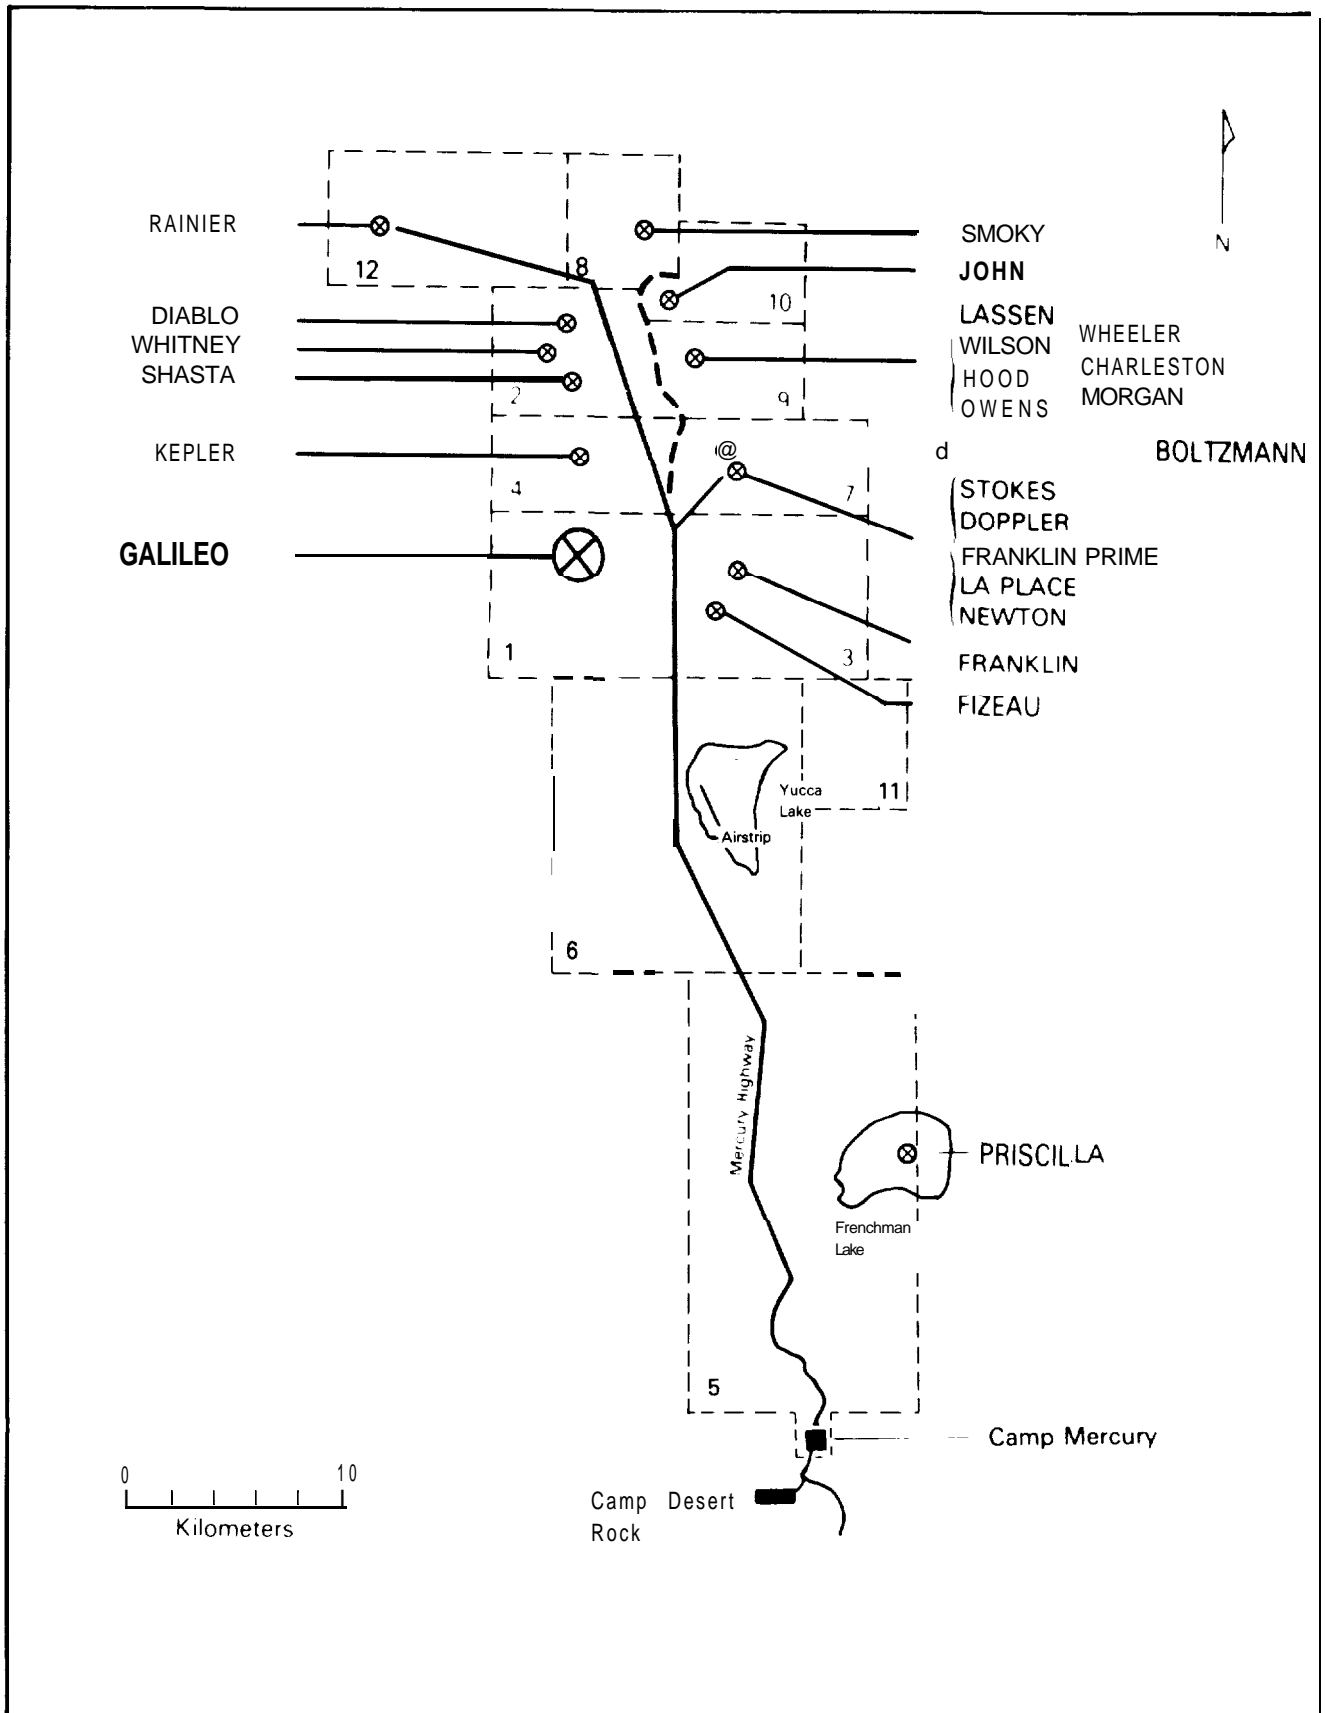 N
RAINIER
SMOKY
12
8
JOHN
10
DIABLO
LASSEN
WHITNEY
WILSON WHEELER
SHASTA
HOOD CHARLESTON
OWENS MORGAN
2
9
KEPLER
@
d BOLTZMANN
4
7
STOKES
DOPPLER
GALILEO
FRANKLIN PRIME
LA PLACE
NEWTON
1
3
FRANKLIN
FIZEAU
Yucca
Lake
11
Airstrip
6
Mercury Highway
PRISCILLA
Frenchman
Lake
5
Camp Mercury
0 10
Kilometers
Camp Desert
Rock